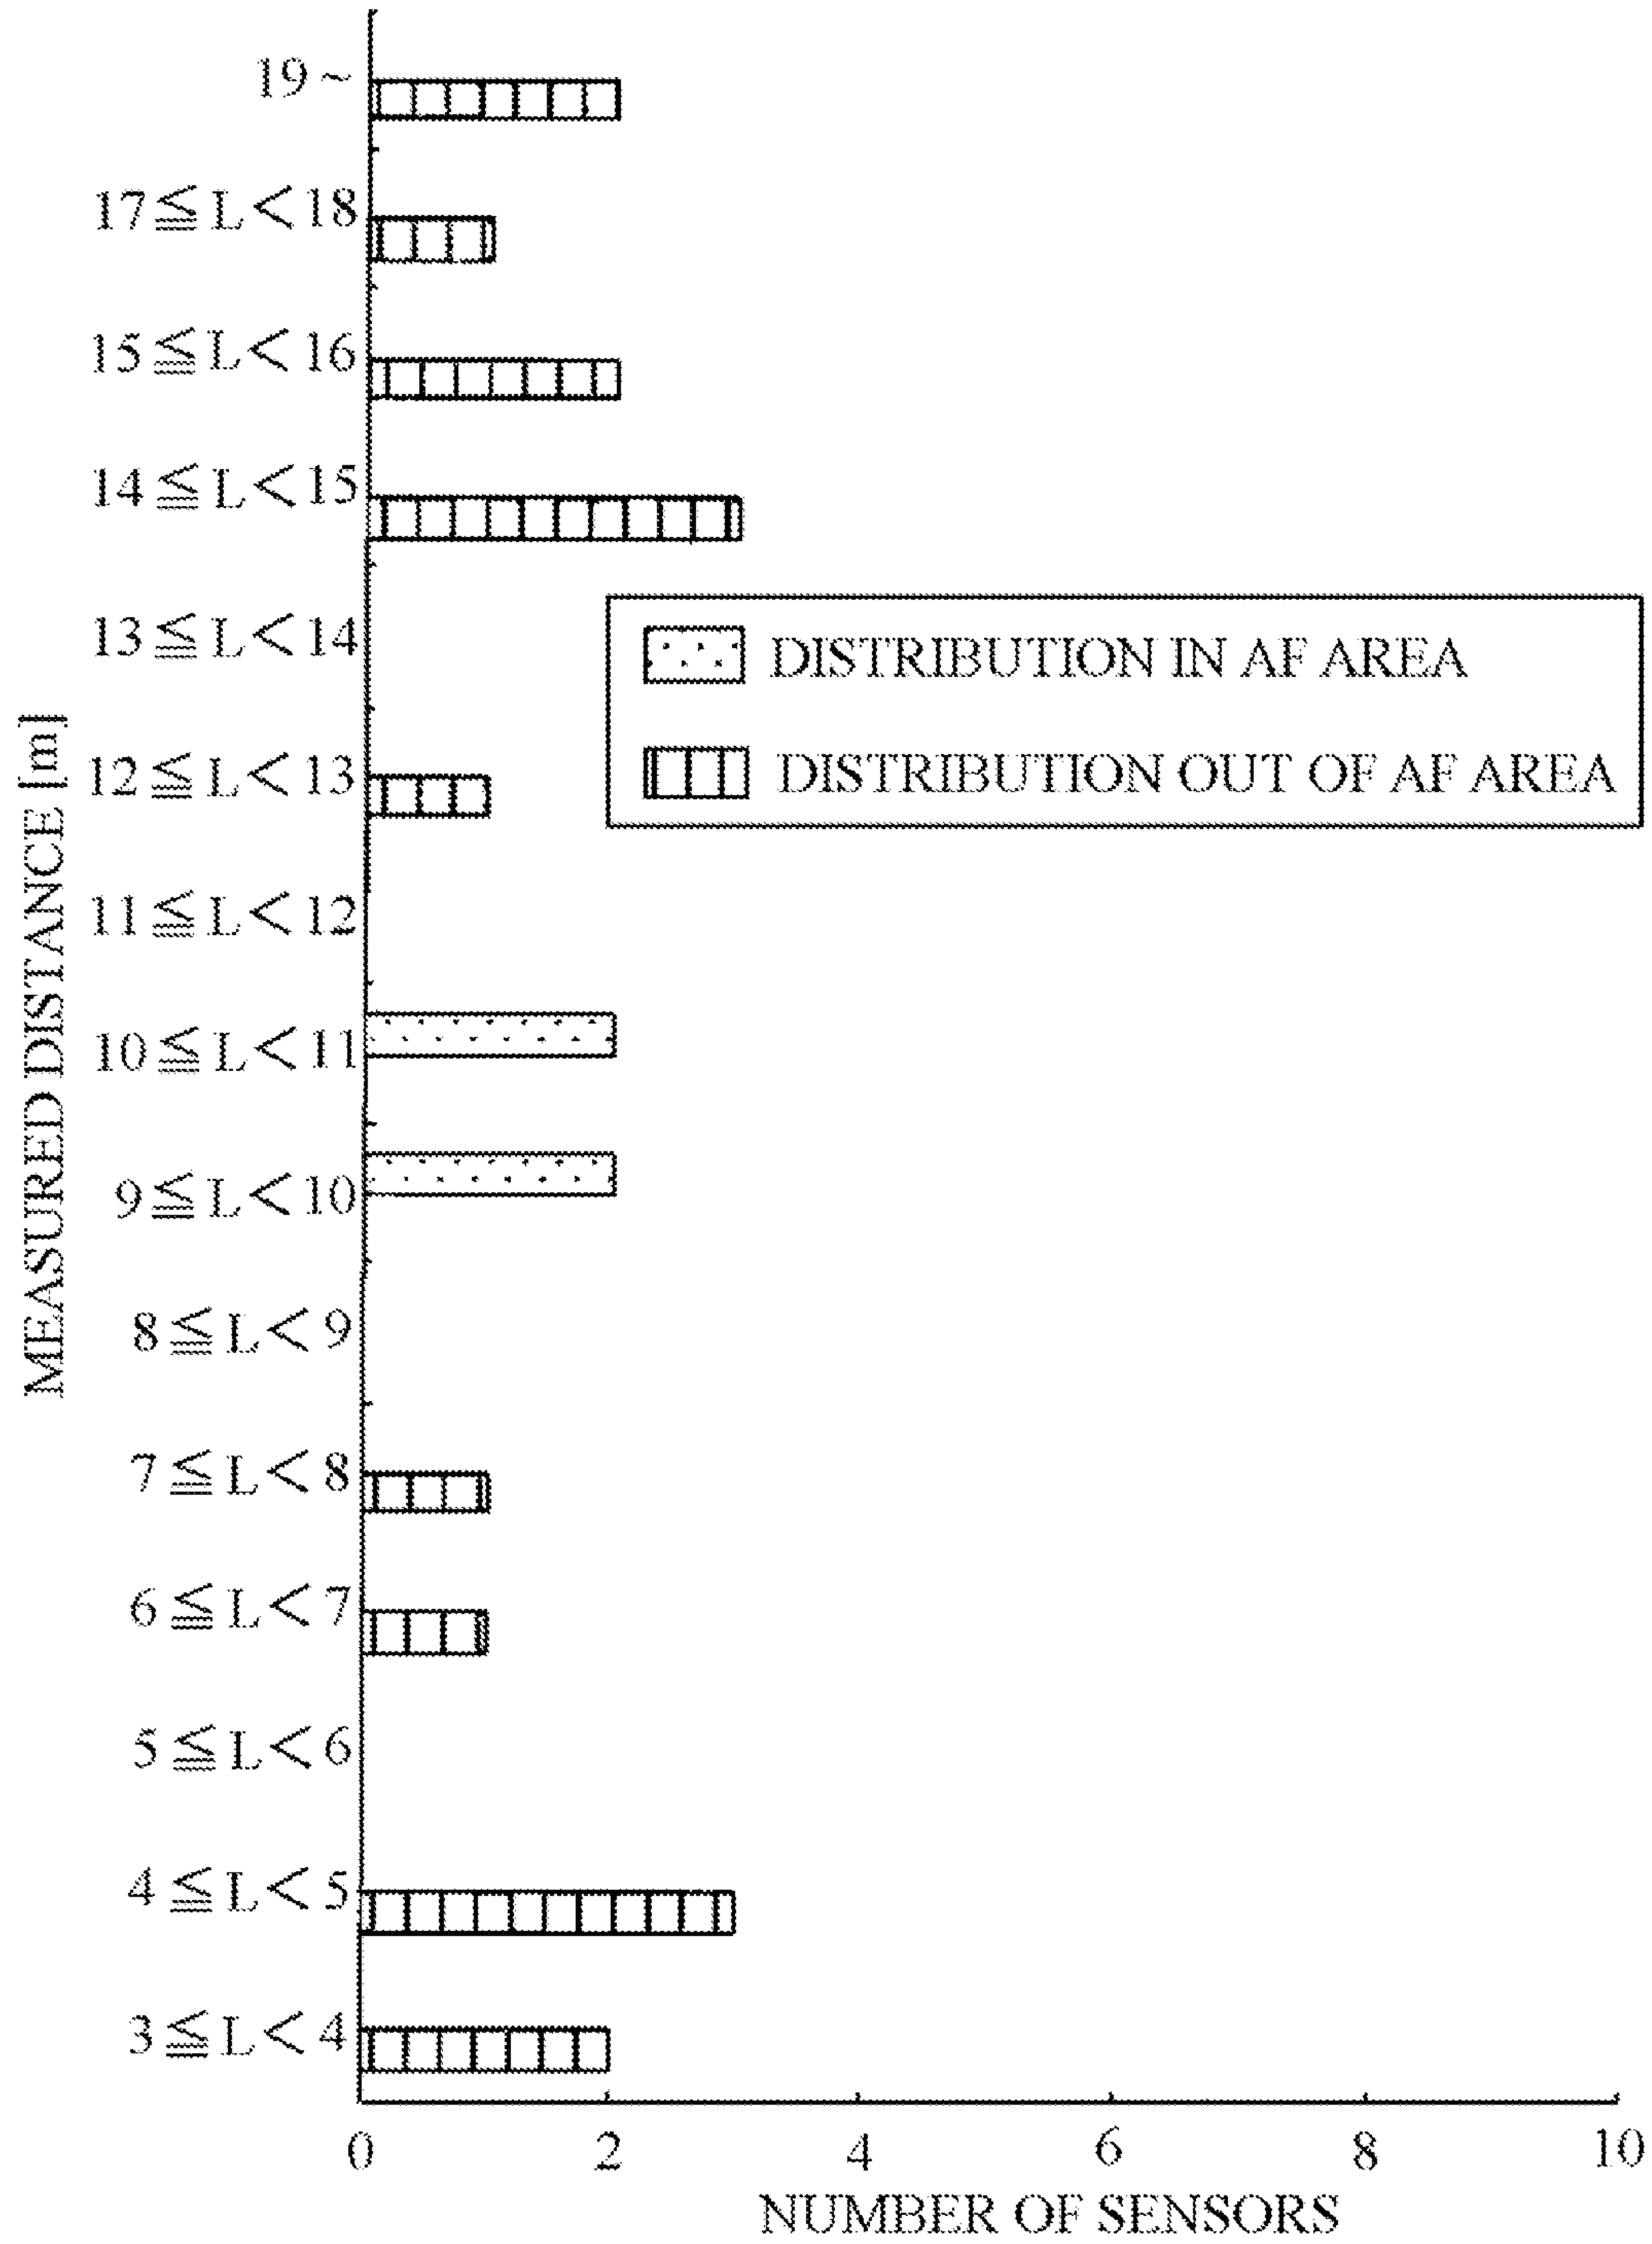 19 ~
17 ≦ L < 18
15 ≦ L < 16
14 ≦ L < 15
13 ≦ L < 14
12 ≦ L < 13
11 ≦ L < 12
10 ≦ L < 11
9 ≦ L < 10
8 ≦ L < 9
7 ≦ L < 8
6 ≦ L < 7
5 ≦ L < 6
4 ≦ L < 5
3 ≦ L < 4
MEASURED DISTANCE [m]
DISTRIBUTION IN AF AREA
DISTRIBUTION OUT OF AF AREA
0 2 4 6 8 10
NUMBER OF SENSORS